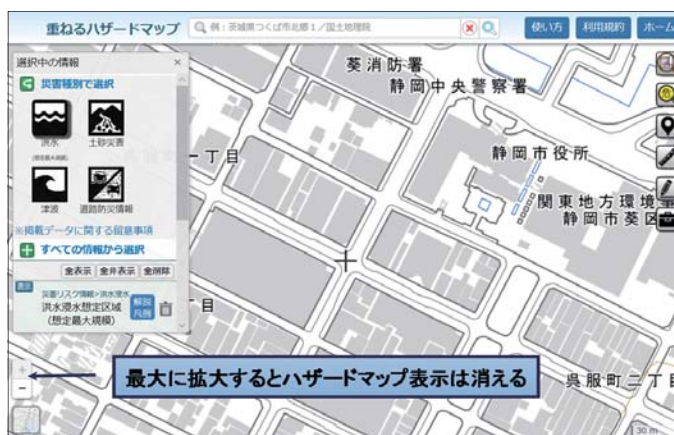 重ねるハザードマップ
例：茨城県つくば市北郷1／国土地理院
使い方
利用規約
ホーム
選択中の情報
災害種別で選択
洪水
土砂災害
(想定最大規模)
津波
道路防災情報
※掲載データに関する留意事項
すべての情報から選択
全表示
全非表示
全削除
表示
災害リスク情報>洪水浸水
洪水浸水想定区域
(想定最大規模)
解説
凡例
葵消防署
静岡中央警察署
一丁目
静岡市役所
関東地方環境
静岡市葵区
丁目
最大に拡大するとハザードマップ表示は消える
呉服町二丁目
30 m